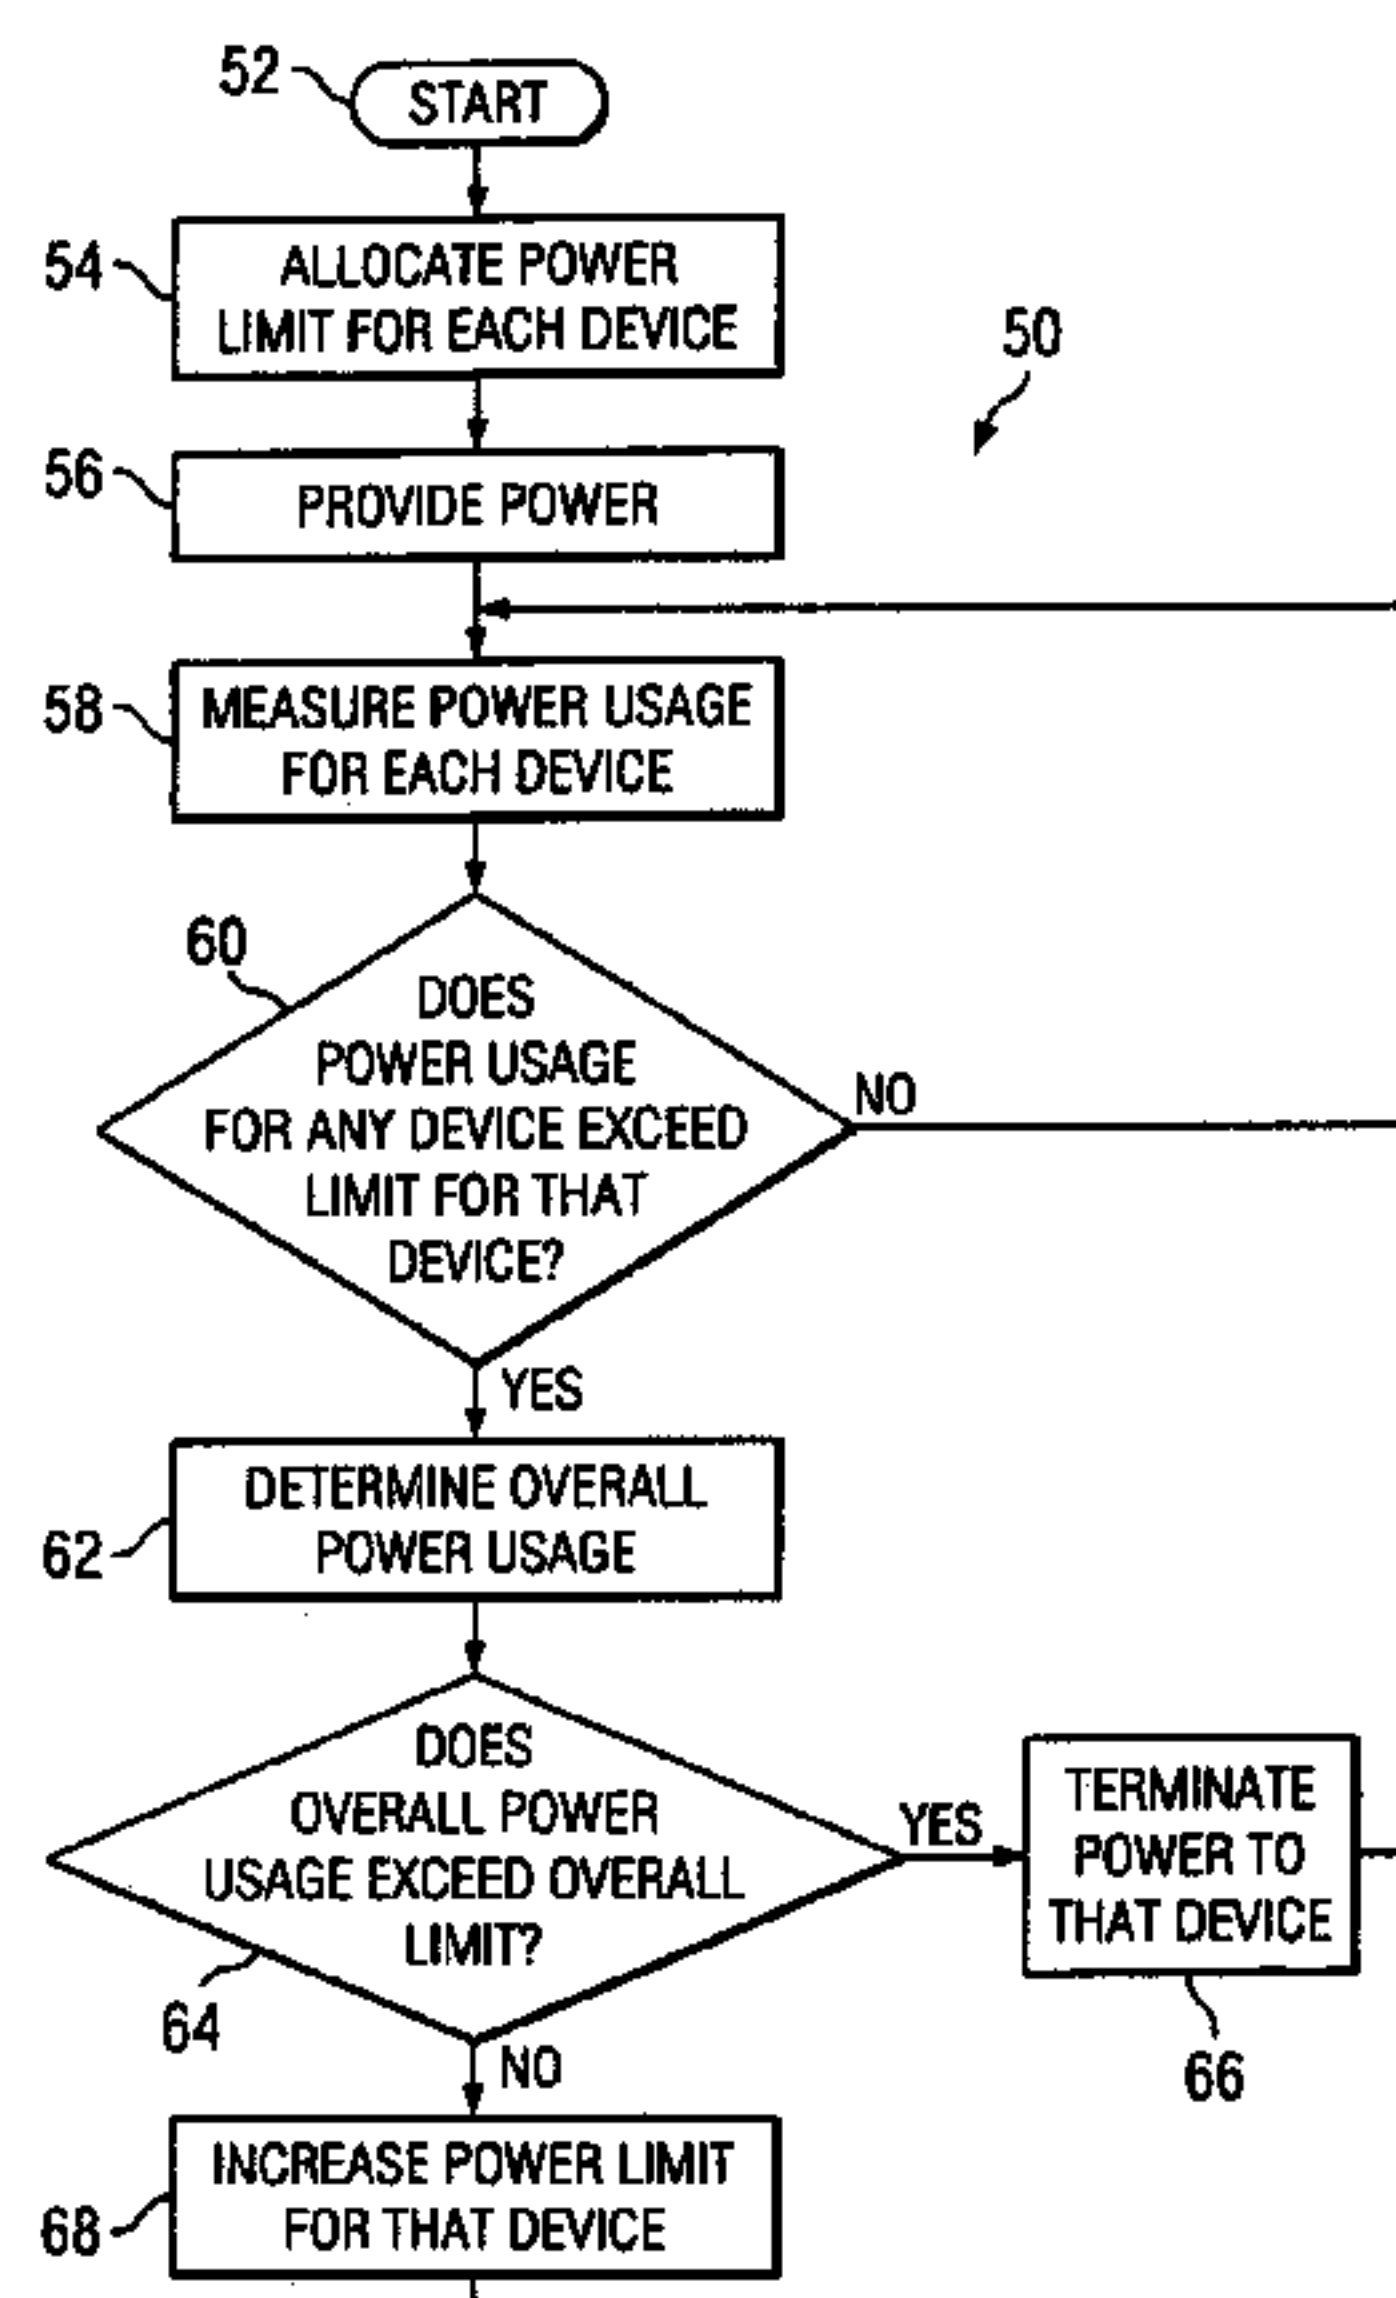 52
START
54
ALLOCATE POWER
LIMIT FOR EACH DEVICE
50
56
PROVIDE POWER
58
MEASURE POWER USAGE
FOR EACH DEVICE
60
DOES
POWER USAGE
FOR ANY DEVICE EXCEED
LIMIT FOR THAT
DEVICE?
NO
YES
62
DETERMINE OVERALL
POWER USAGE
DOES
OVERALL POWER
USAGE EXCEED OVERALL
LIMIT?
64
YES
TERMINATE
POWER TO
THAT DEVICE
66
NO
68
INCREASE POWER LIMIT
FOR THAT DEVICE